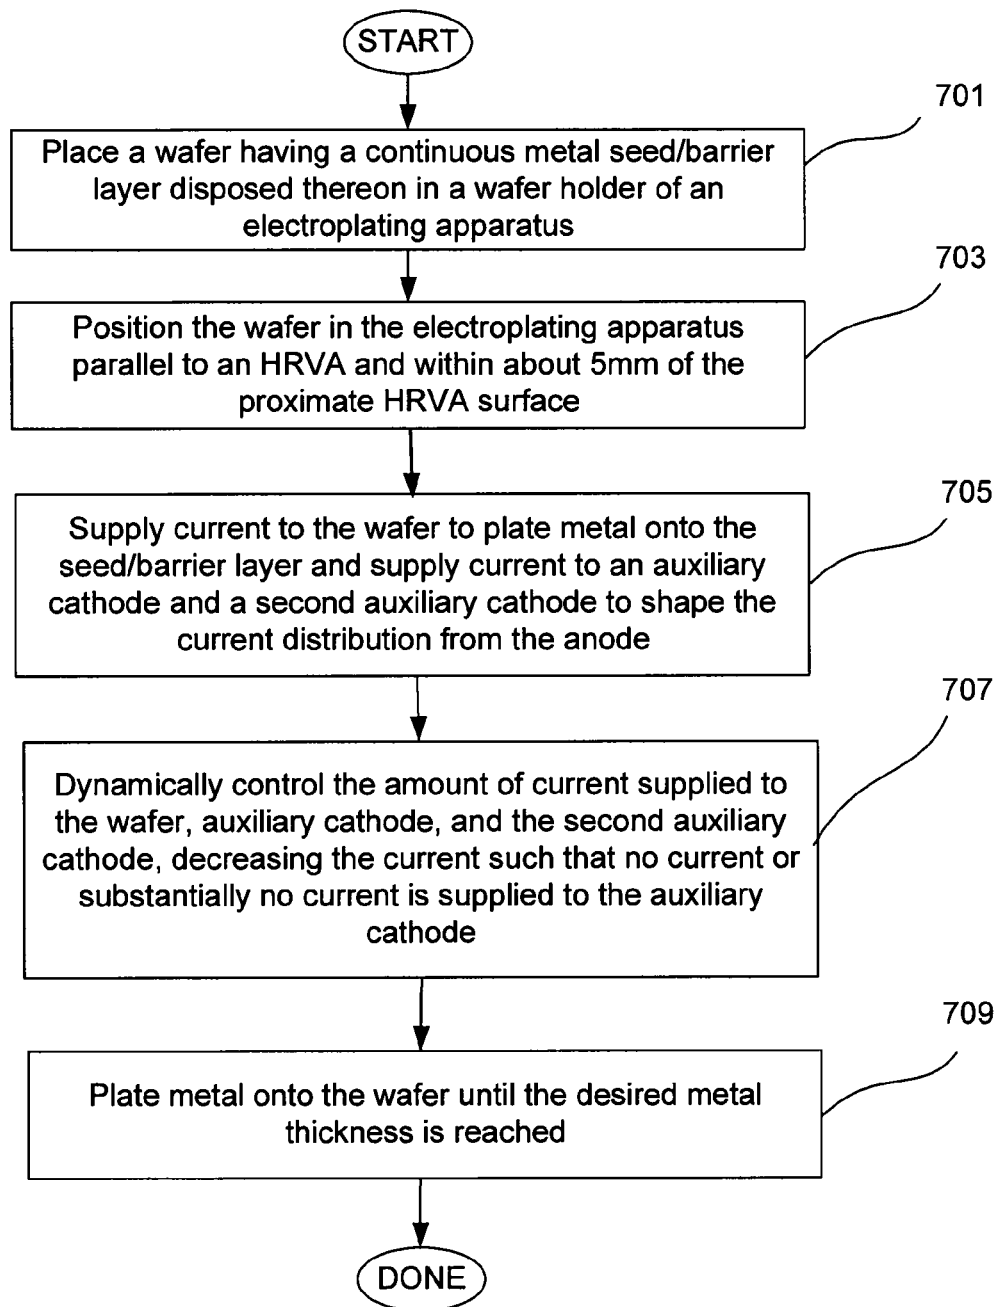 START
701
Place a wafer having a continuous metal seed/barrier
layer disposed thereon in a wafer holder of an
electroplating apparatus
703
Position the wafer in the electroplating apparatus
parallel to an HRVA and within about 5mm of the
proximate HRVA surface
705
Supply current to the wafer to plate metal onto the
seed/barrier layer and supply current to an auxiliary
cathode and a second auxiliary cathode to shape the
current distribution from the anode
707
Dynamically control the amount of current supplied to
the wafer, auxiliary cathode, and the second auxiliary
cathode, decreasing the current such that no current or
substantially no current is supplied to the auxiliary
cathode
709
Plate metal onto the wafer until the desired metal
thickness is reached
DONE